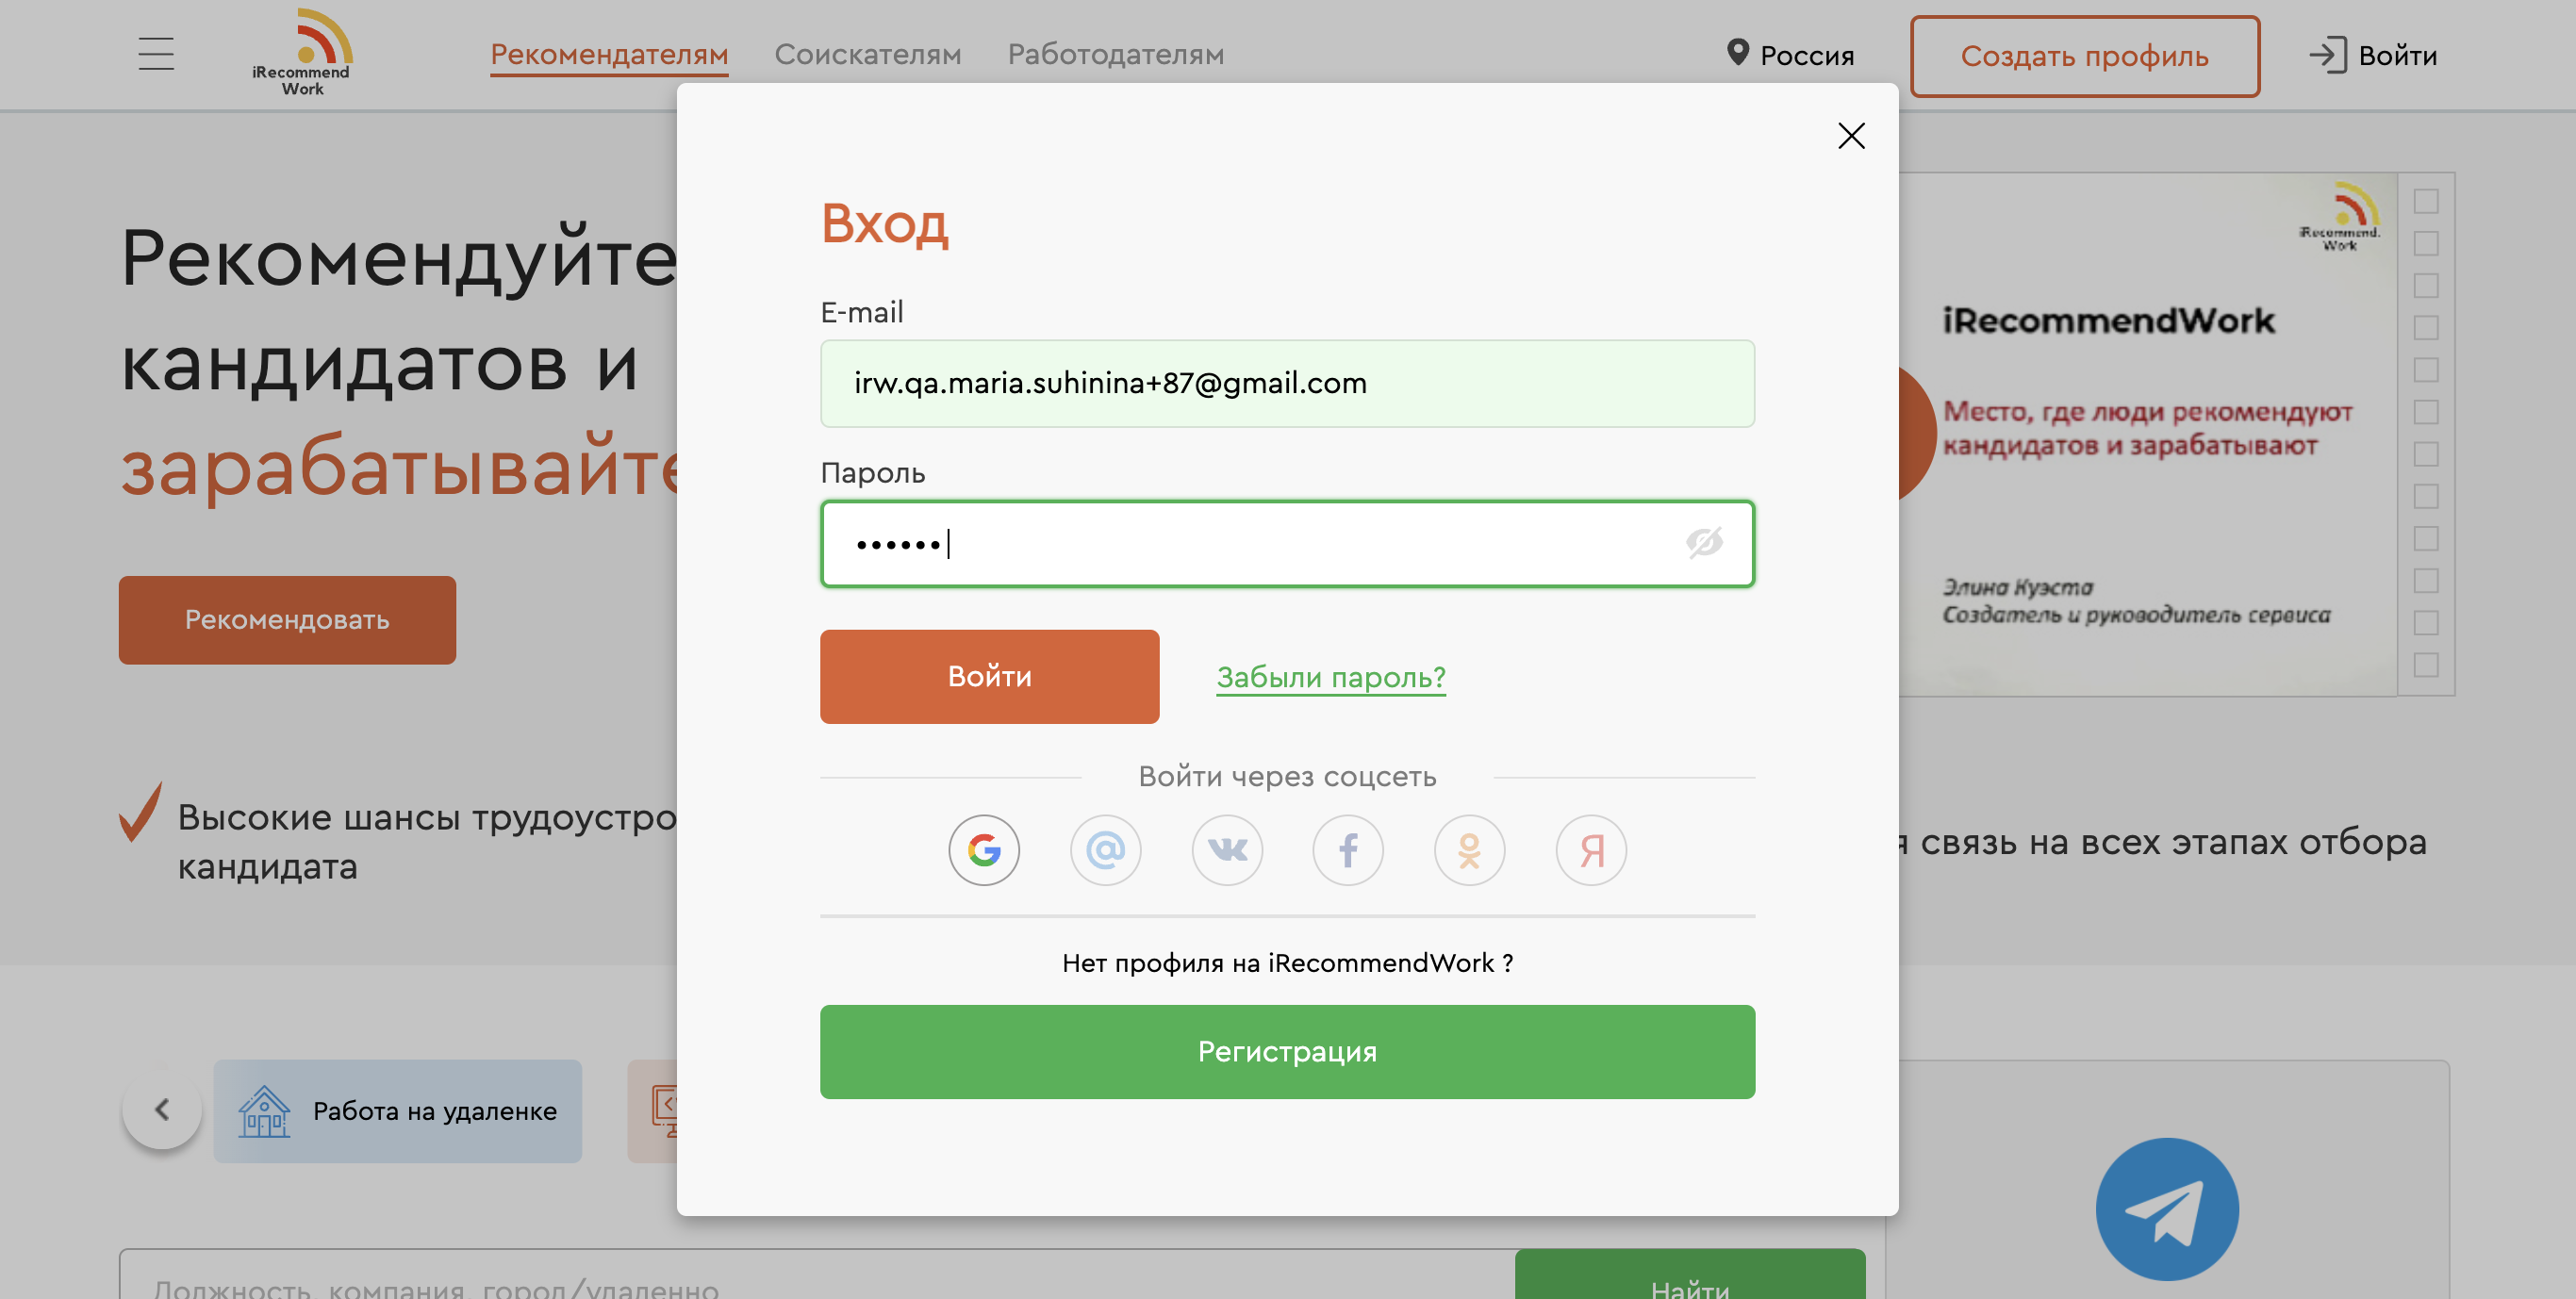 iRecommend
Work
Рекомендателям
Соискателям
Работодателям
Россия
Создать профиль
Войти
Рекомендуйте
кандидатов и
зарабатывайте
Рекомендовать
Высокие шансы трудоустро
кандидата
Вход
E-mail
irw.qa.maria.suhinina+87@gmail.com
Пароль
••••••
Войти
Забыли пароль?
Войти через соцсеть
Нет профиля на iRecommendWork ?
Регистрация
iRecommend.
Work
iRecommendWork
Место, где люди рекомендуют
кандидатов и зарабатывают
Элина Куэста
Создатель и руководитель сервиса
я связь на всех этапах отбора
Работа на удаленке
Должность, компания, город/удаленно
Найти